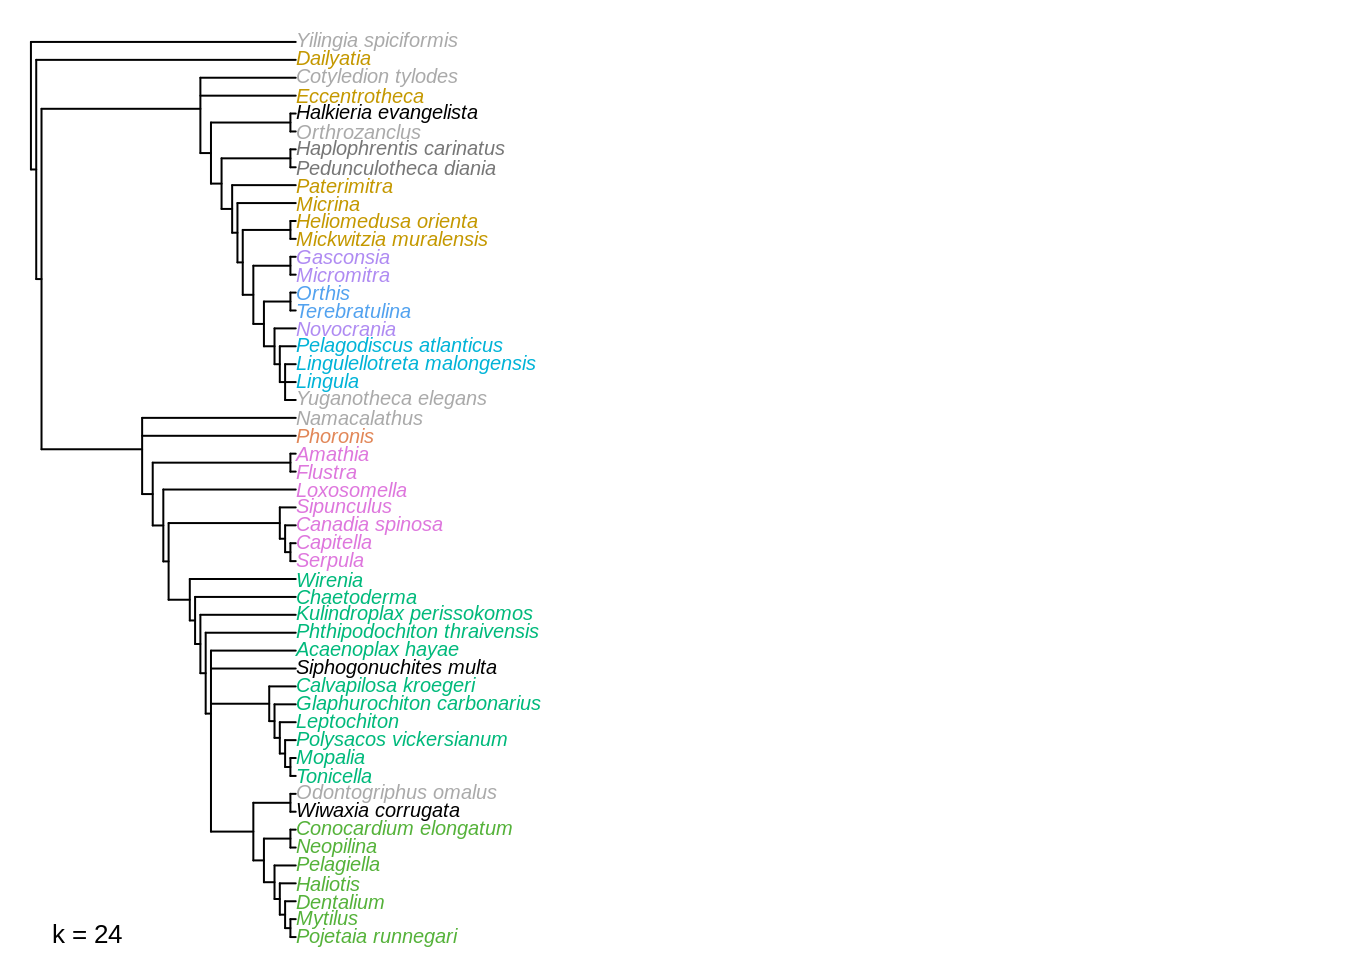 Yilingia spiciformis
Dailyatia
Cotyledion tylodes
Eccentrotheca
Halkieria evangelista
Orthrozanclus
Haplophrentis carinatus
Pedunculotheca diania
Paterimitra
Micrina
Heliomedusa orienta
Mickwitzia muralensis
Gasconsia
Micromitra
Orthis
Terebratulina
Novocrania
Pelagodiscus atlanticus
Lingulellotreta malongensis
Lingula
Yuganotheca elegans
Namacalathus
Phoronis
Amathia
Flustra
Loxosomella
Sipunculus
Canadia spinosa
Capitella
Serpula
Wirenia
Chaetoderma
Kulindroplax perissokomos
Phthipodochiton thraivensis
Acaenoplax hayae
Siphogonuchites multa
Calvapilosa kroegeri
Glaphurochiton carbonarius
Leptochiton
Polysacos vickersianum
Mopalia
Tonicella
Odontogriphus omalus
Wiwaxia corrugata
Conocardium elongatum
Neopilina
Pelagiella
Haliotis
Dentalium
Mytilus
Pojetaia runnegari
k = 24